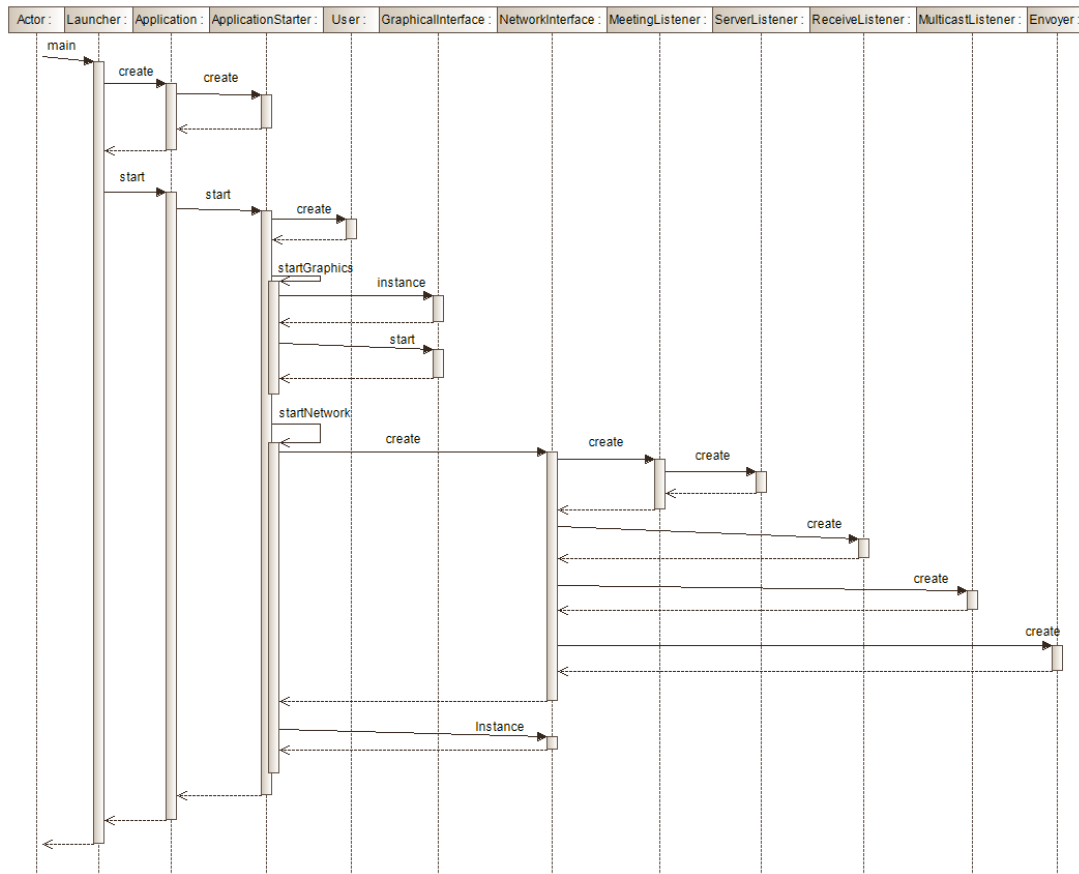 Actor : Launcher : Application : ApplicationStarter : User : GraphicalInterface : NetworkInterface : MeetingListener : ServerListener : ReceiveListener : MulticastListener : Envoyer :
main
create
create
start
start
create
startGraphics
instance
start
startNetwork
create
create
create
create
create
create
Instance